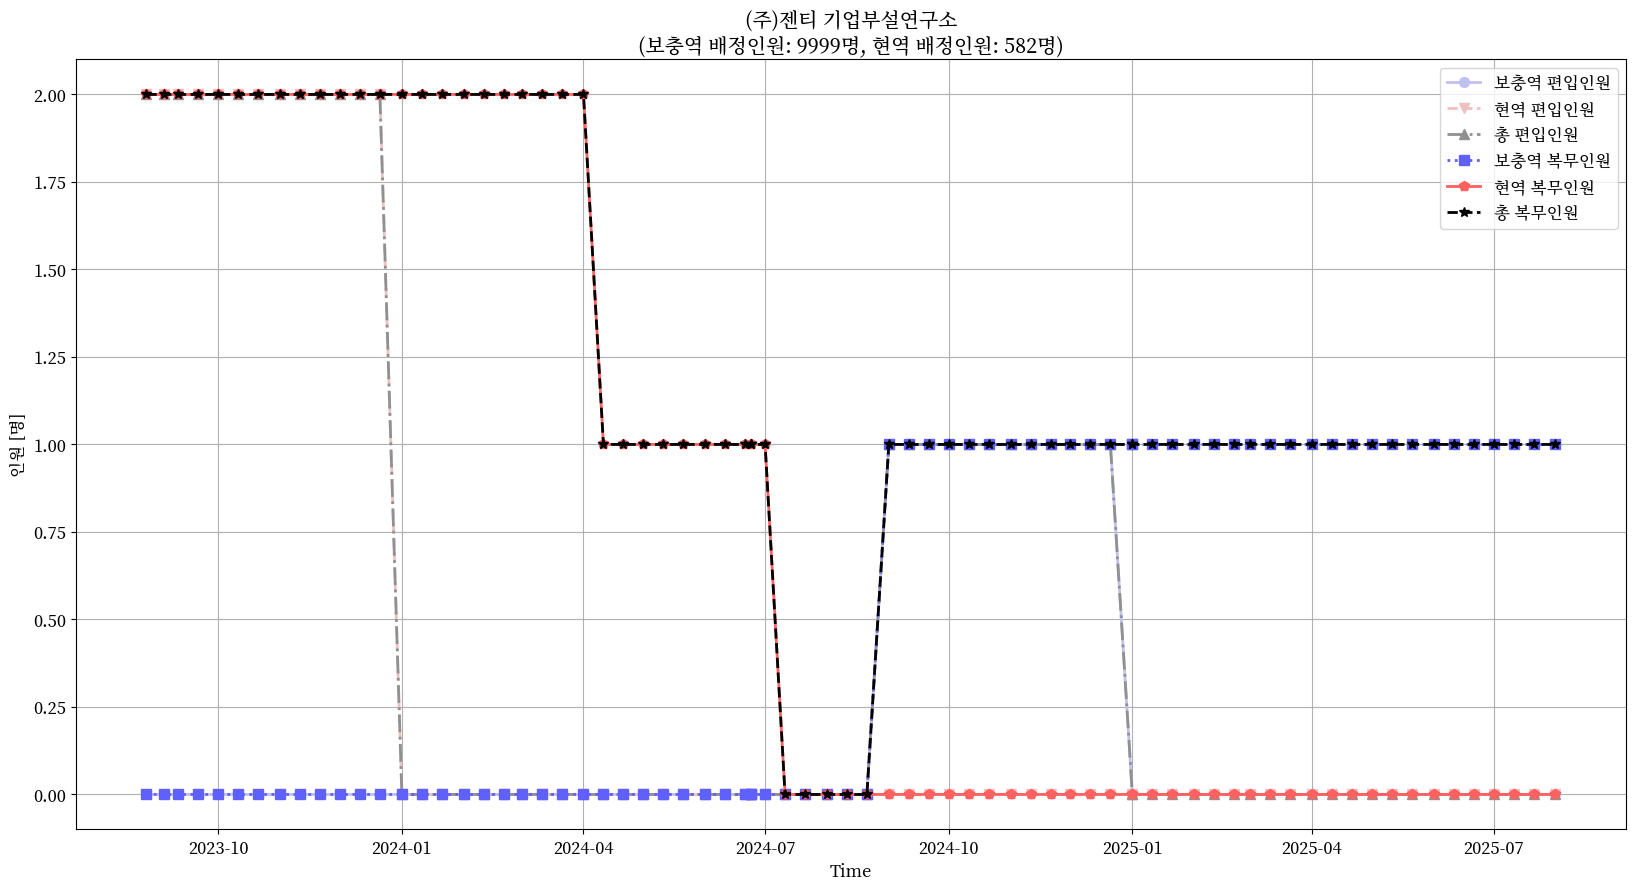 (주)젠티 기업부설연구소
(보충역 배정인원: 9999명, 현역 배정인원: 582명)
보충역 편입인원
현역 편입인원
총 편입인원
보충역 복무인원
현역 복무인원
총 복무인원
인원 [명]
2.00
1.75
1.50
1.25
1.00
0.75
0.50
0.25
0.00
2023-10
2024-01
2024-04
2024-07
2024-10
2025-01
2025-04
2025-07
Time